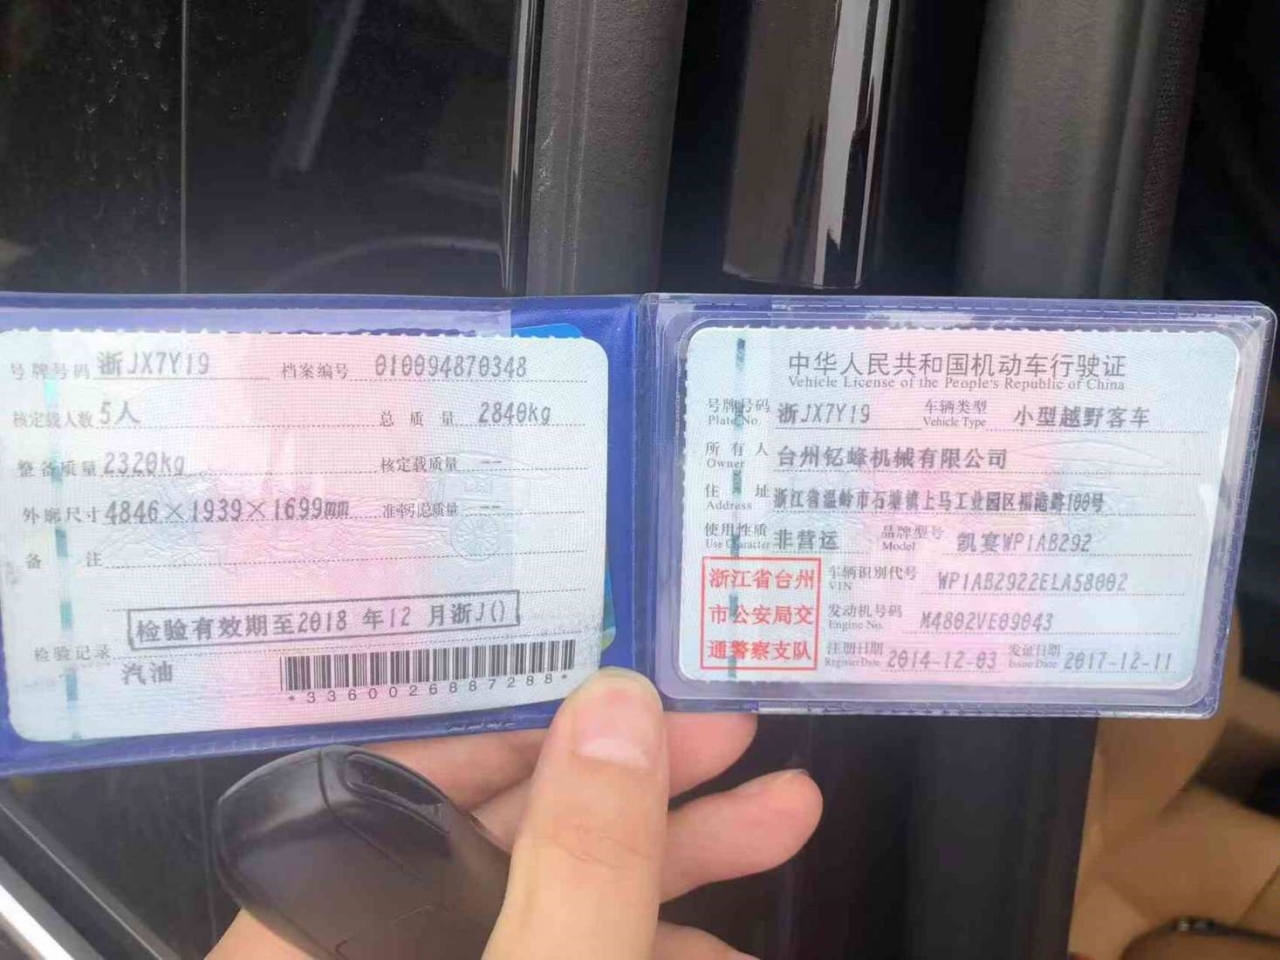 号牌号码 浙JX7Y19 档案编号 010094870348
核定载人数 5人 总质量 2840kg
整备质量 2320kg 核定载质量 --
外廓尺寸 4846×1939×1699mm 准牵引总质量 --
备注
检验有效期至2018 年12 月浙J()
检验记录
汽油
*3360026887288*
中华人民共和国机动车行驶证
Vehicle License of the People's Republic of China
号牌号码 浙JX7Y19 车辆类型 小型越野客车
Plate No. Vehicle Type
所有人 台州钇峰机械有限公司
Owner
住址 浙江省温岭市石塘镇上马工业园区福港路100号
Address
使用性质 非营运 品牌型号 凯宴WP1AB292
Use Character Model
浙江省台州
市公安局交
通警察支队
车辆识别代号 WP1AB2922ELA58002
VIN
发动机号码 M4802VE09043
Engine No.
注册日期 2014-12-03 发证日期 2017-12-11
Register Date Issue Date